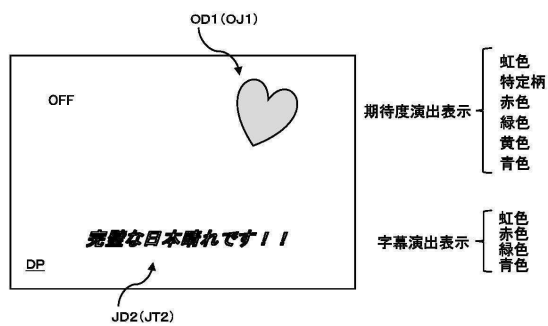 OD1(OJ1)
OFF
期待度演出表示
虹色
特定柄
赤色
緑色
黄色
青色
完璧な日本晴れです!!
字幕演出表示
虹色
赤色
緑色
青色
DP
JD2(JT2)